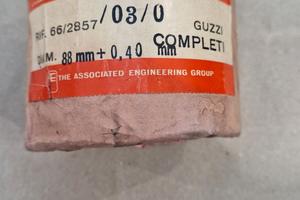 RIF. 66/2857/03/0 GUZZI
DIAM. 88 mm + 0,40 mm COMPLETI
THE ASSOCIATED ENGINEERING GROUP